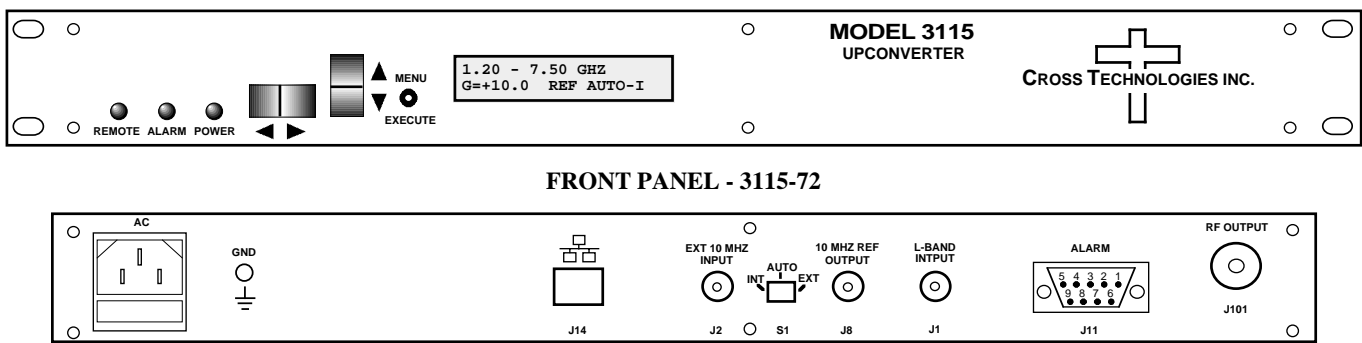 MODEL 3115
UPCONVERTER
CROSS TECHNOLOGIES INC.
1.20 - 7.50 GHZ
G=+10.0 REF AUTO-I
MENU
EXECUTE
REMOTE ALARM POWER
FRONT PANEL - 3115-72
AC
GND
J14
EXT 10 MHZ
INPUT
J2
INT AUTO EXT
S1
10 MHZ REF
OUTPUT
J8
L-BAND
INTPUT
J1
ALARM
5 4 3 2 1
9 8 7 6
J11
RF OUTPUT
J101